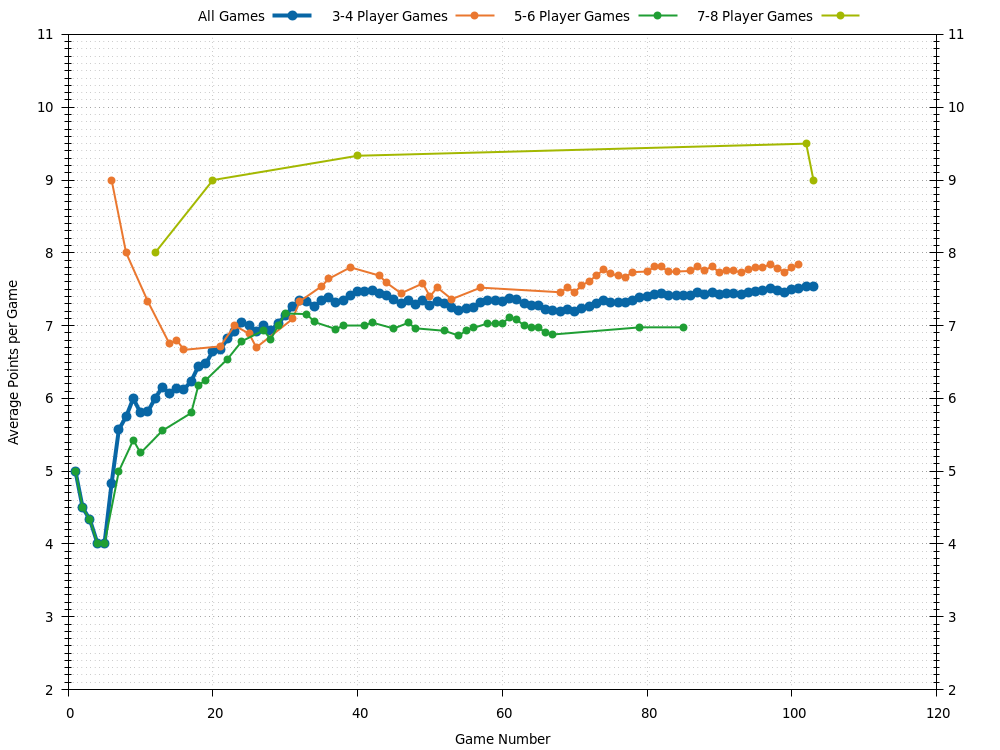 All Games 3-4 Player Games 5-6 Player Games 7-8 Player Games
11 11
10 10
9 9
8 8
7 7
6 6
5 5
4 4
3 3
2 2
Average Points per Game
0 20 40 60 80 100 120
Game Number